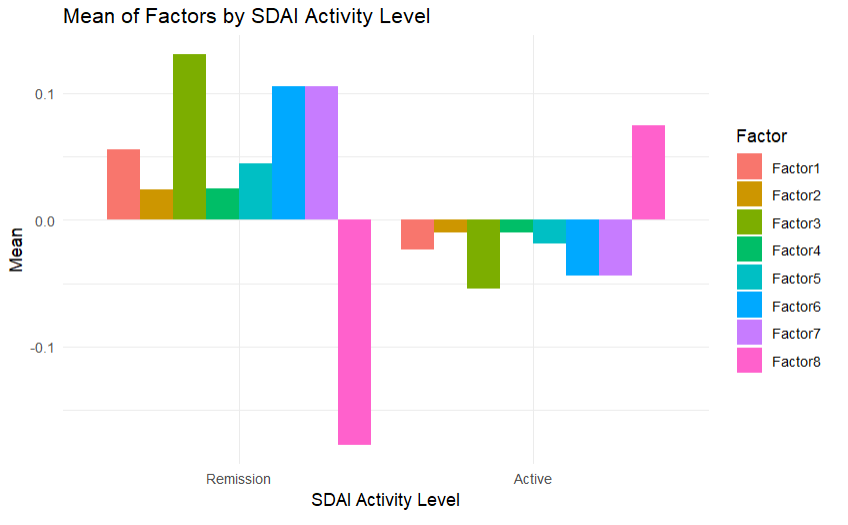 Mean of Factors by SDAI Activity Level
Mean
0.1
0.0
-0.1
Remission
Active
SDAI Activity Level
Factor
Factor1
Factor2
Factor3
Factor4
Factor5
Factor6
Factor7
Factor8